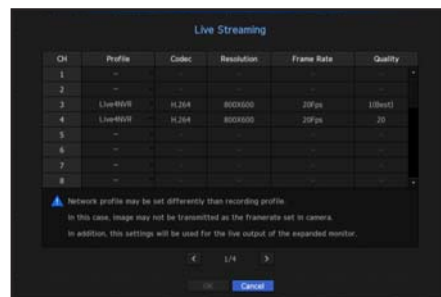 Live Streaming
CH Profile Codec Resolution Frame Rate Quality
1 - - - - -
2 - - - - -
3 Live4NVR H.264 800X600 20Fps 1(Best)
4 Live4NVR H.264 800X600 20Fps 20
5 - - - - -
6 - - - - -
7 - - - - -
8 - - - - -
Network profile may be set differently than recording profile
In this case, image may not be transmitted as the framerate set in camera.
In addition, this settings will be used for the live output of the expanded monitor.
< 1/4 >
OK Cancel